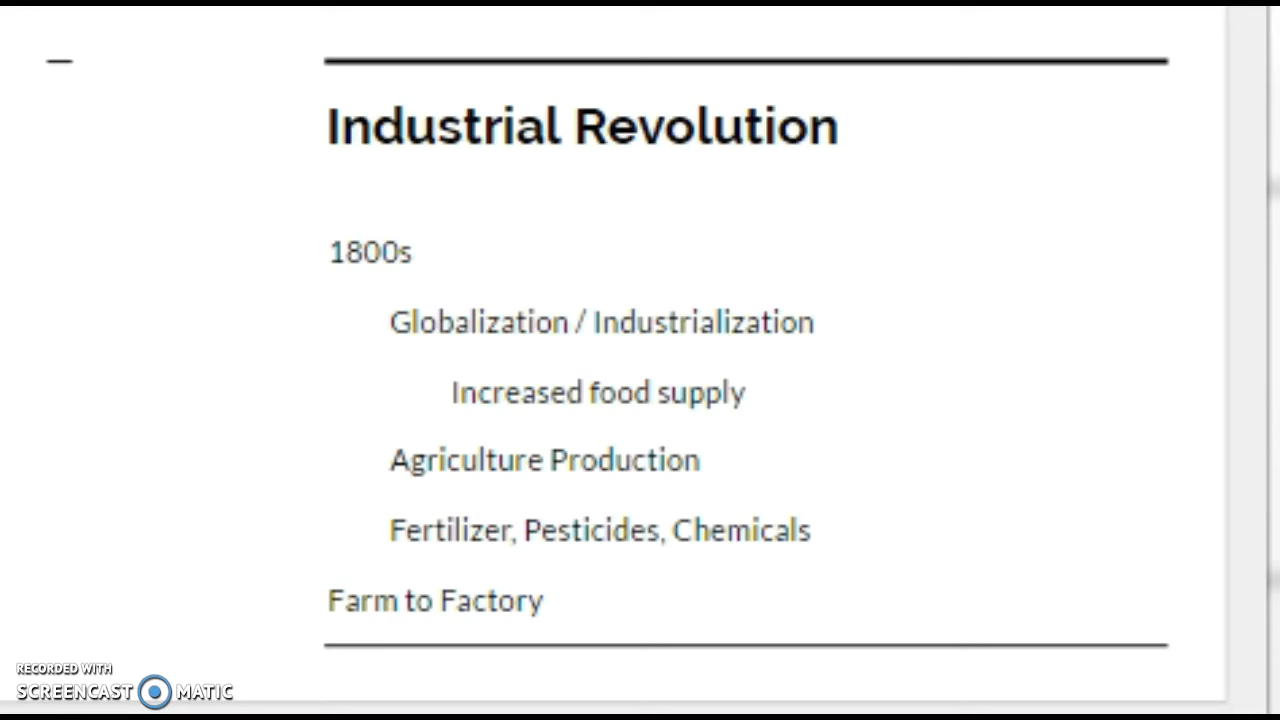 Industrial Revolution
1800s
Globalization / Industrialization
Increased food supply
Agriculture Production
Fertilizer, Pesticides, Chemicals
Farm to Factory
RECORDED WITH
SCREENCAST MATIC